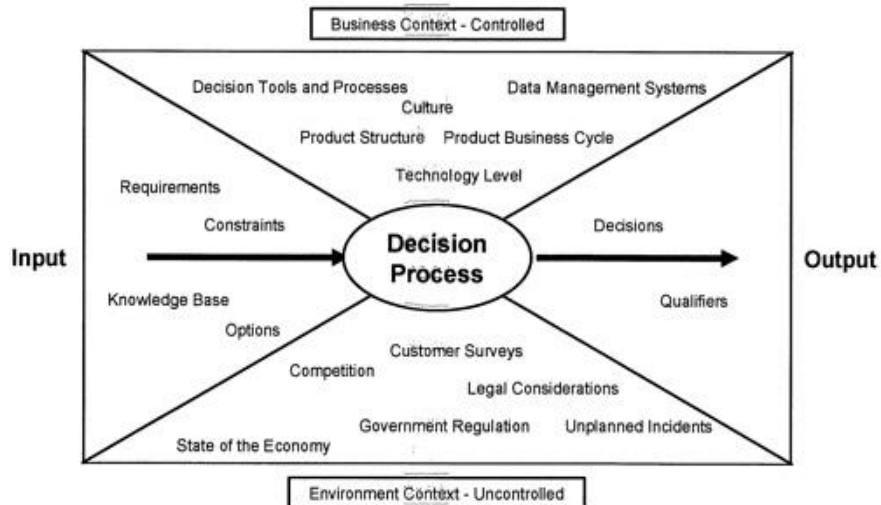 Business Context - Controlled
Decision Tools and Processes
Data Management Systems
Culture
Product Structure
Product Business Cycle
Technology Level
Requirements
Constraints
Decisions
Input
Decision
Process
Output
Knowledge Base
Qualifiers
Options
Customer Surveys
Competition
Legal Considerations
Government Regulation
Unplanned Incidents
State of the Economy
Environment Context - Uncontrolled